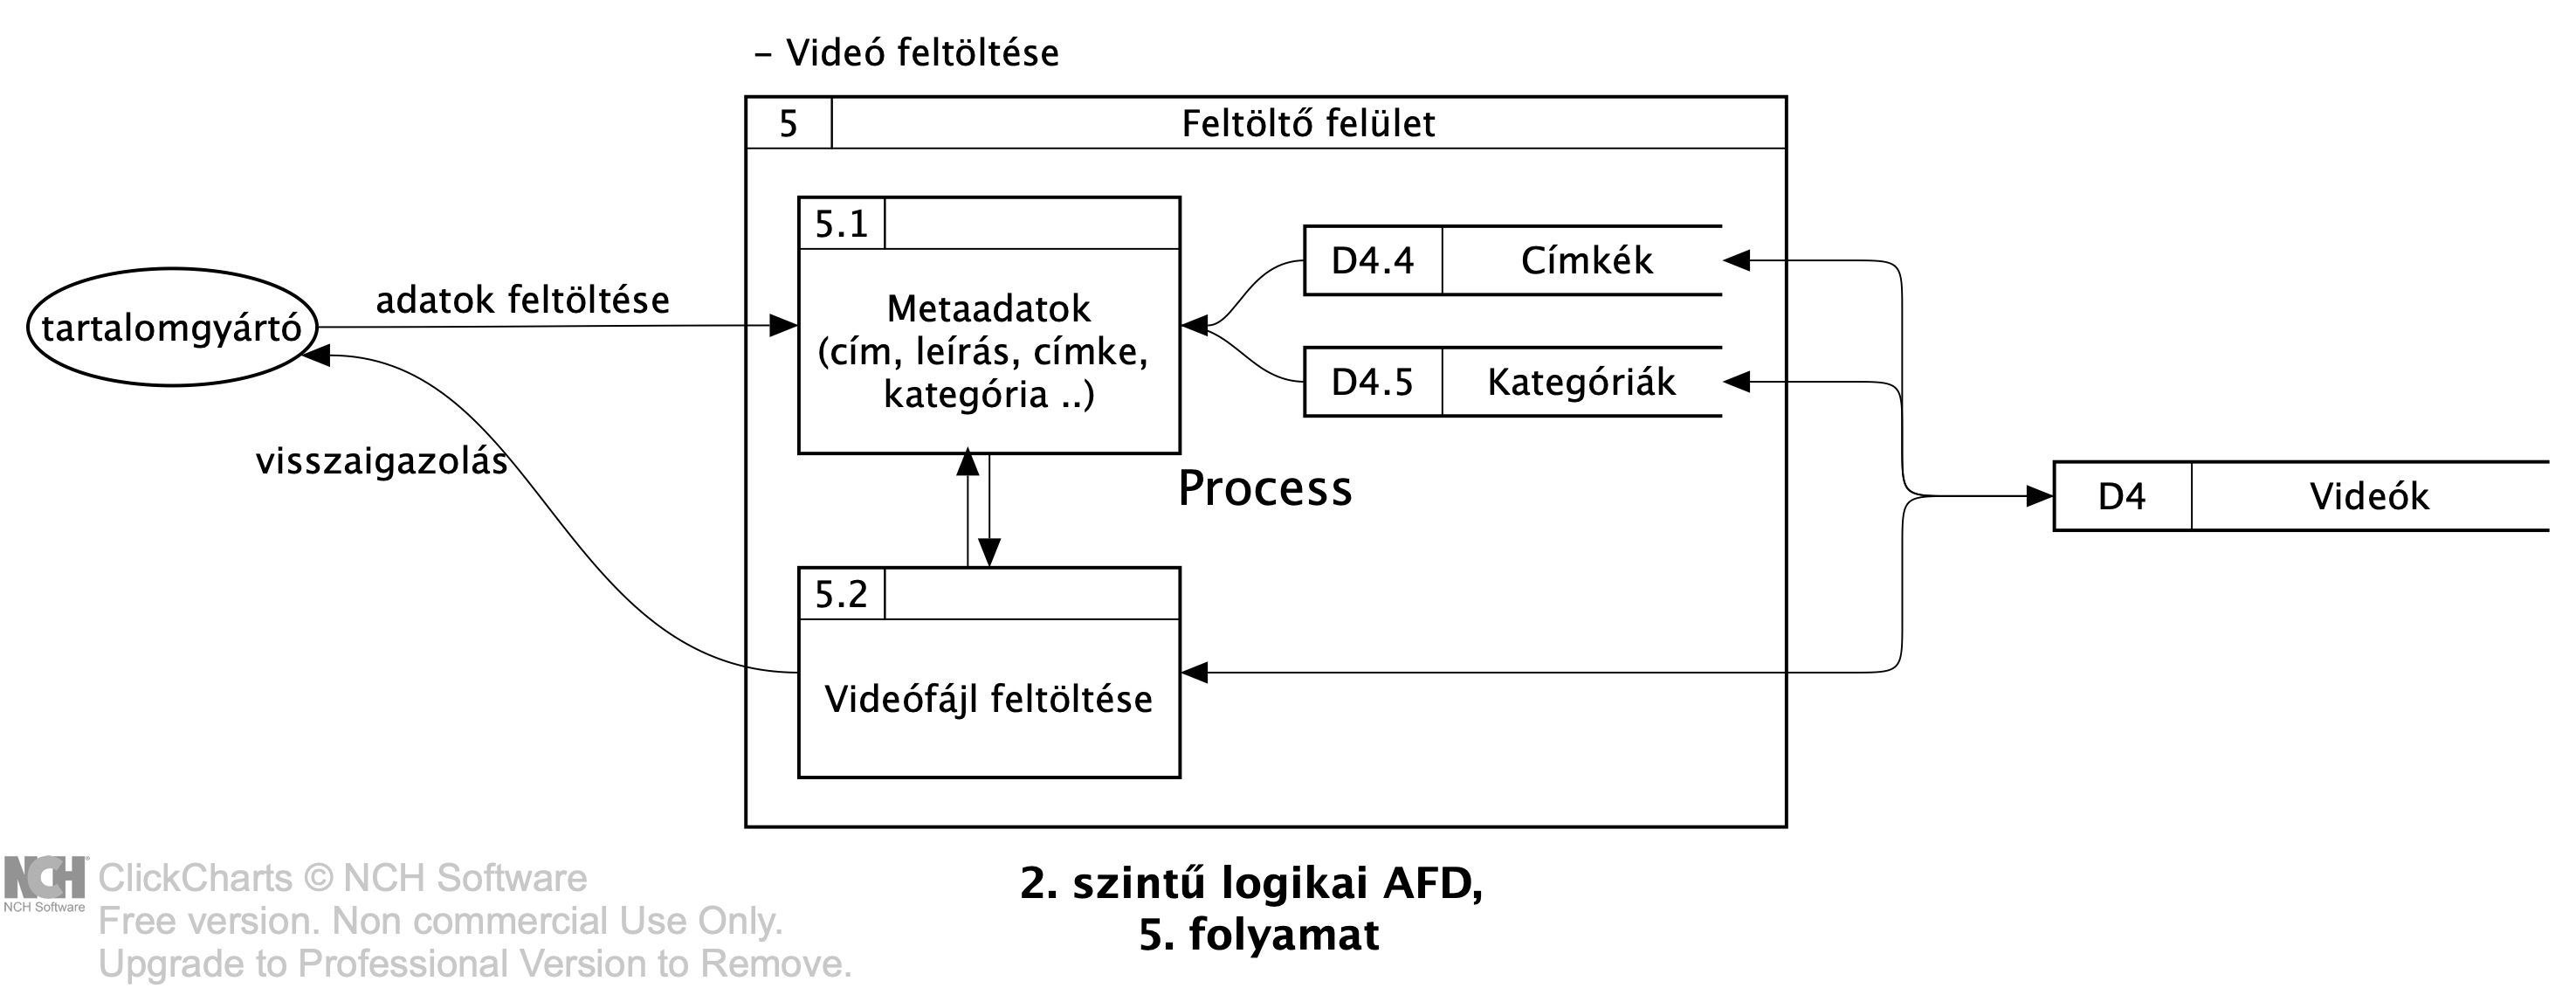 – Videó feltöltése
5
Feltöltő felület
5.1
Metaadatok
(cím, leírás, címke,
kategória ..)
D4.4
Címkék
D4.5
Kategóriák
tartalomgyártó
adatok feltöltése
visszaigazolás
Process
D4
Videók
5.2
Videófájl feltöltése
2. szintű logikai AFD,
5. folyamat
NCH
NCH Software
ClickCharts © NCH Software
Free version. Non commercial Use Only.
Upgrade to Professional Version to Remove.